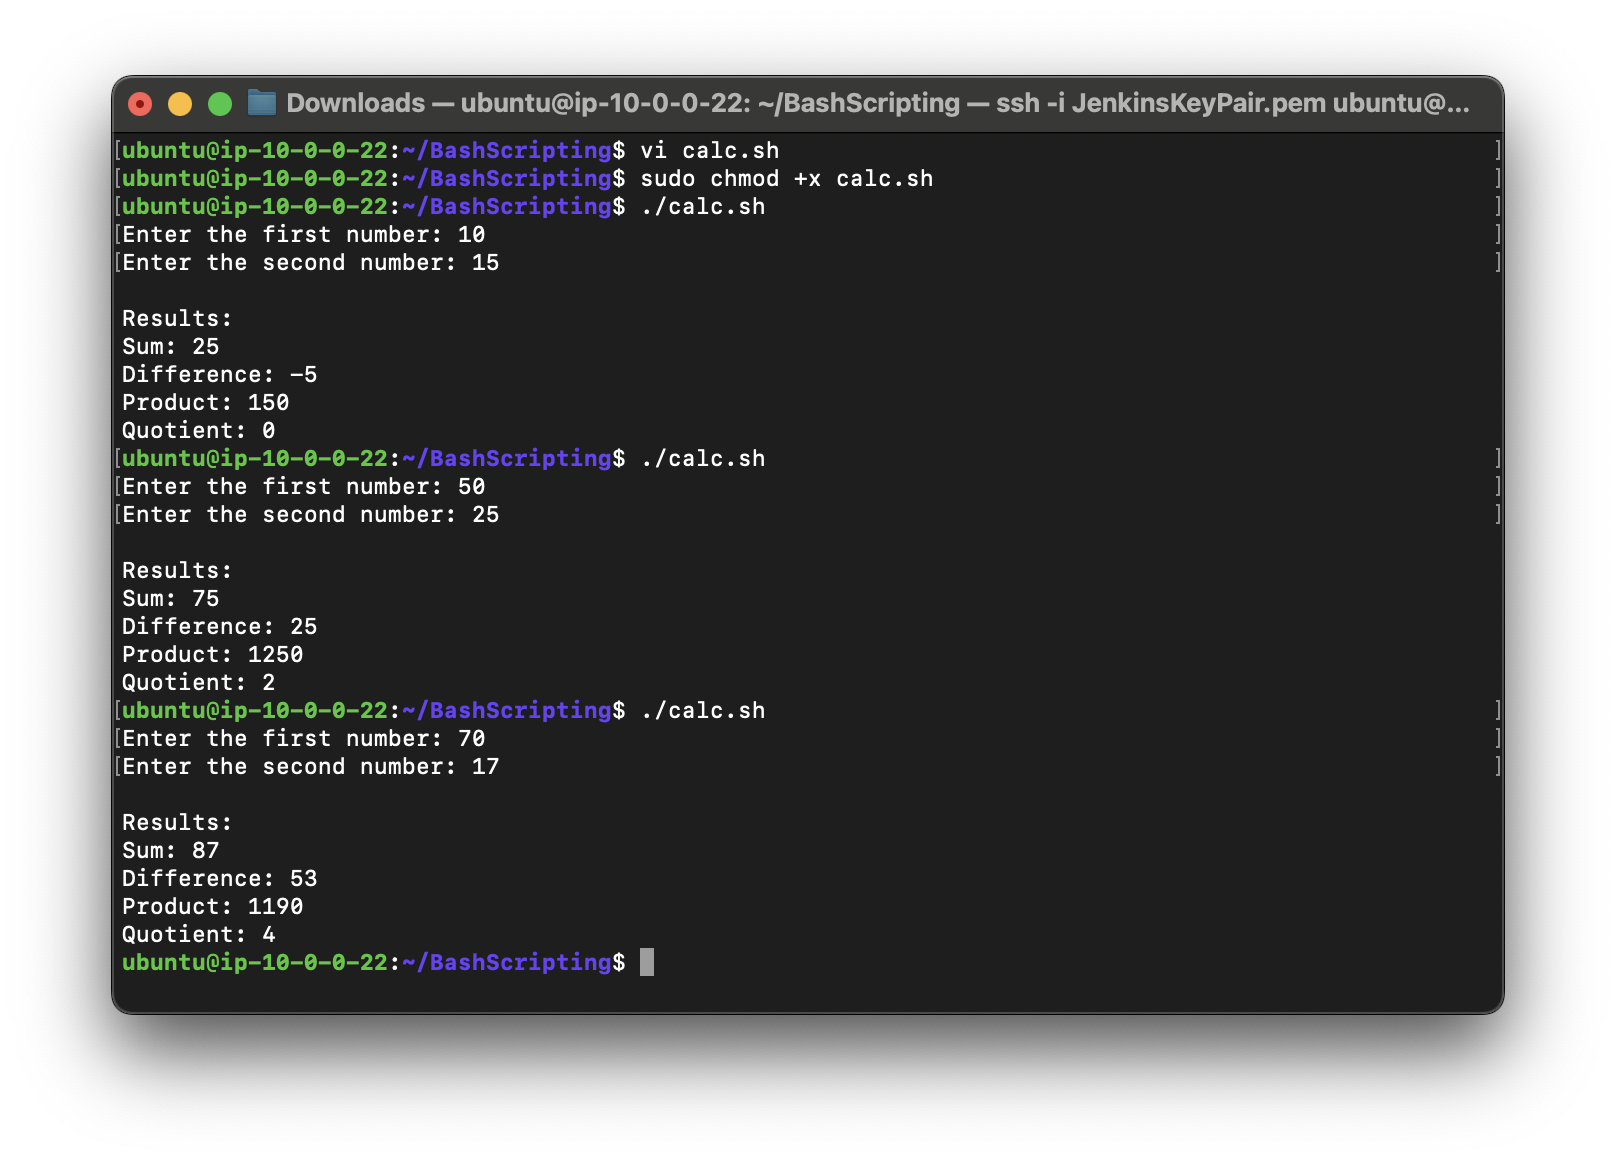 Downloads — ubuntu@ip-10-0-0-22: ~/BashScripting — ssh -i JenkinsKeyPair.pem ubuntu@...
[ubuntu@ip-10-0-0-22:~/BashScripting$ vi calc.sh ]
[ubuntu@ip-10-0-0-22:~/BashScripting$ sudo chmod +x calc.sh ]
[ubuntu@ip-10-0-0-22:~/BashScripting$ ./calc.sh ]
[Enter the first number: 10 ]
[Enter the second number: 15 ]

Results:
Sum: 25
Difference: -5
Product: 150
Quotient: 0
[ubuntu@ip-10-0-0-22:~/BashScripting$ ./calc.sh ]
[Enter the first number: 50 ]
[Enter the second number: 25 ]

Results:
Sum: 75
Difference: 25
Product: 1250
Quotient: 2
[ubuntu@ip-10-0-0-22:~/BashScripting$ ./calc.sh ]
[Enter the first number: 70 ]
[Enter the second number: 17 ]

Results:
Sum: 87
Difference: 53
Product: 1190
Quotient: 4
ubuntu@ip-10-0-0-22:~/BashScripting$